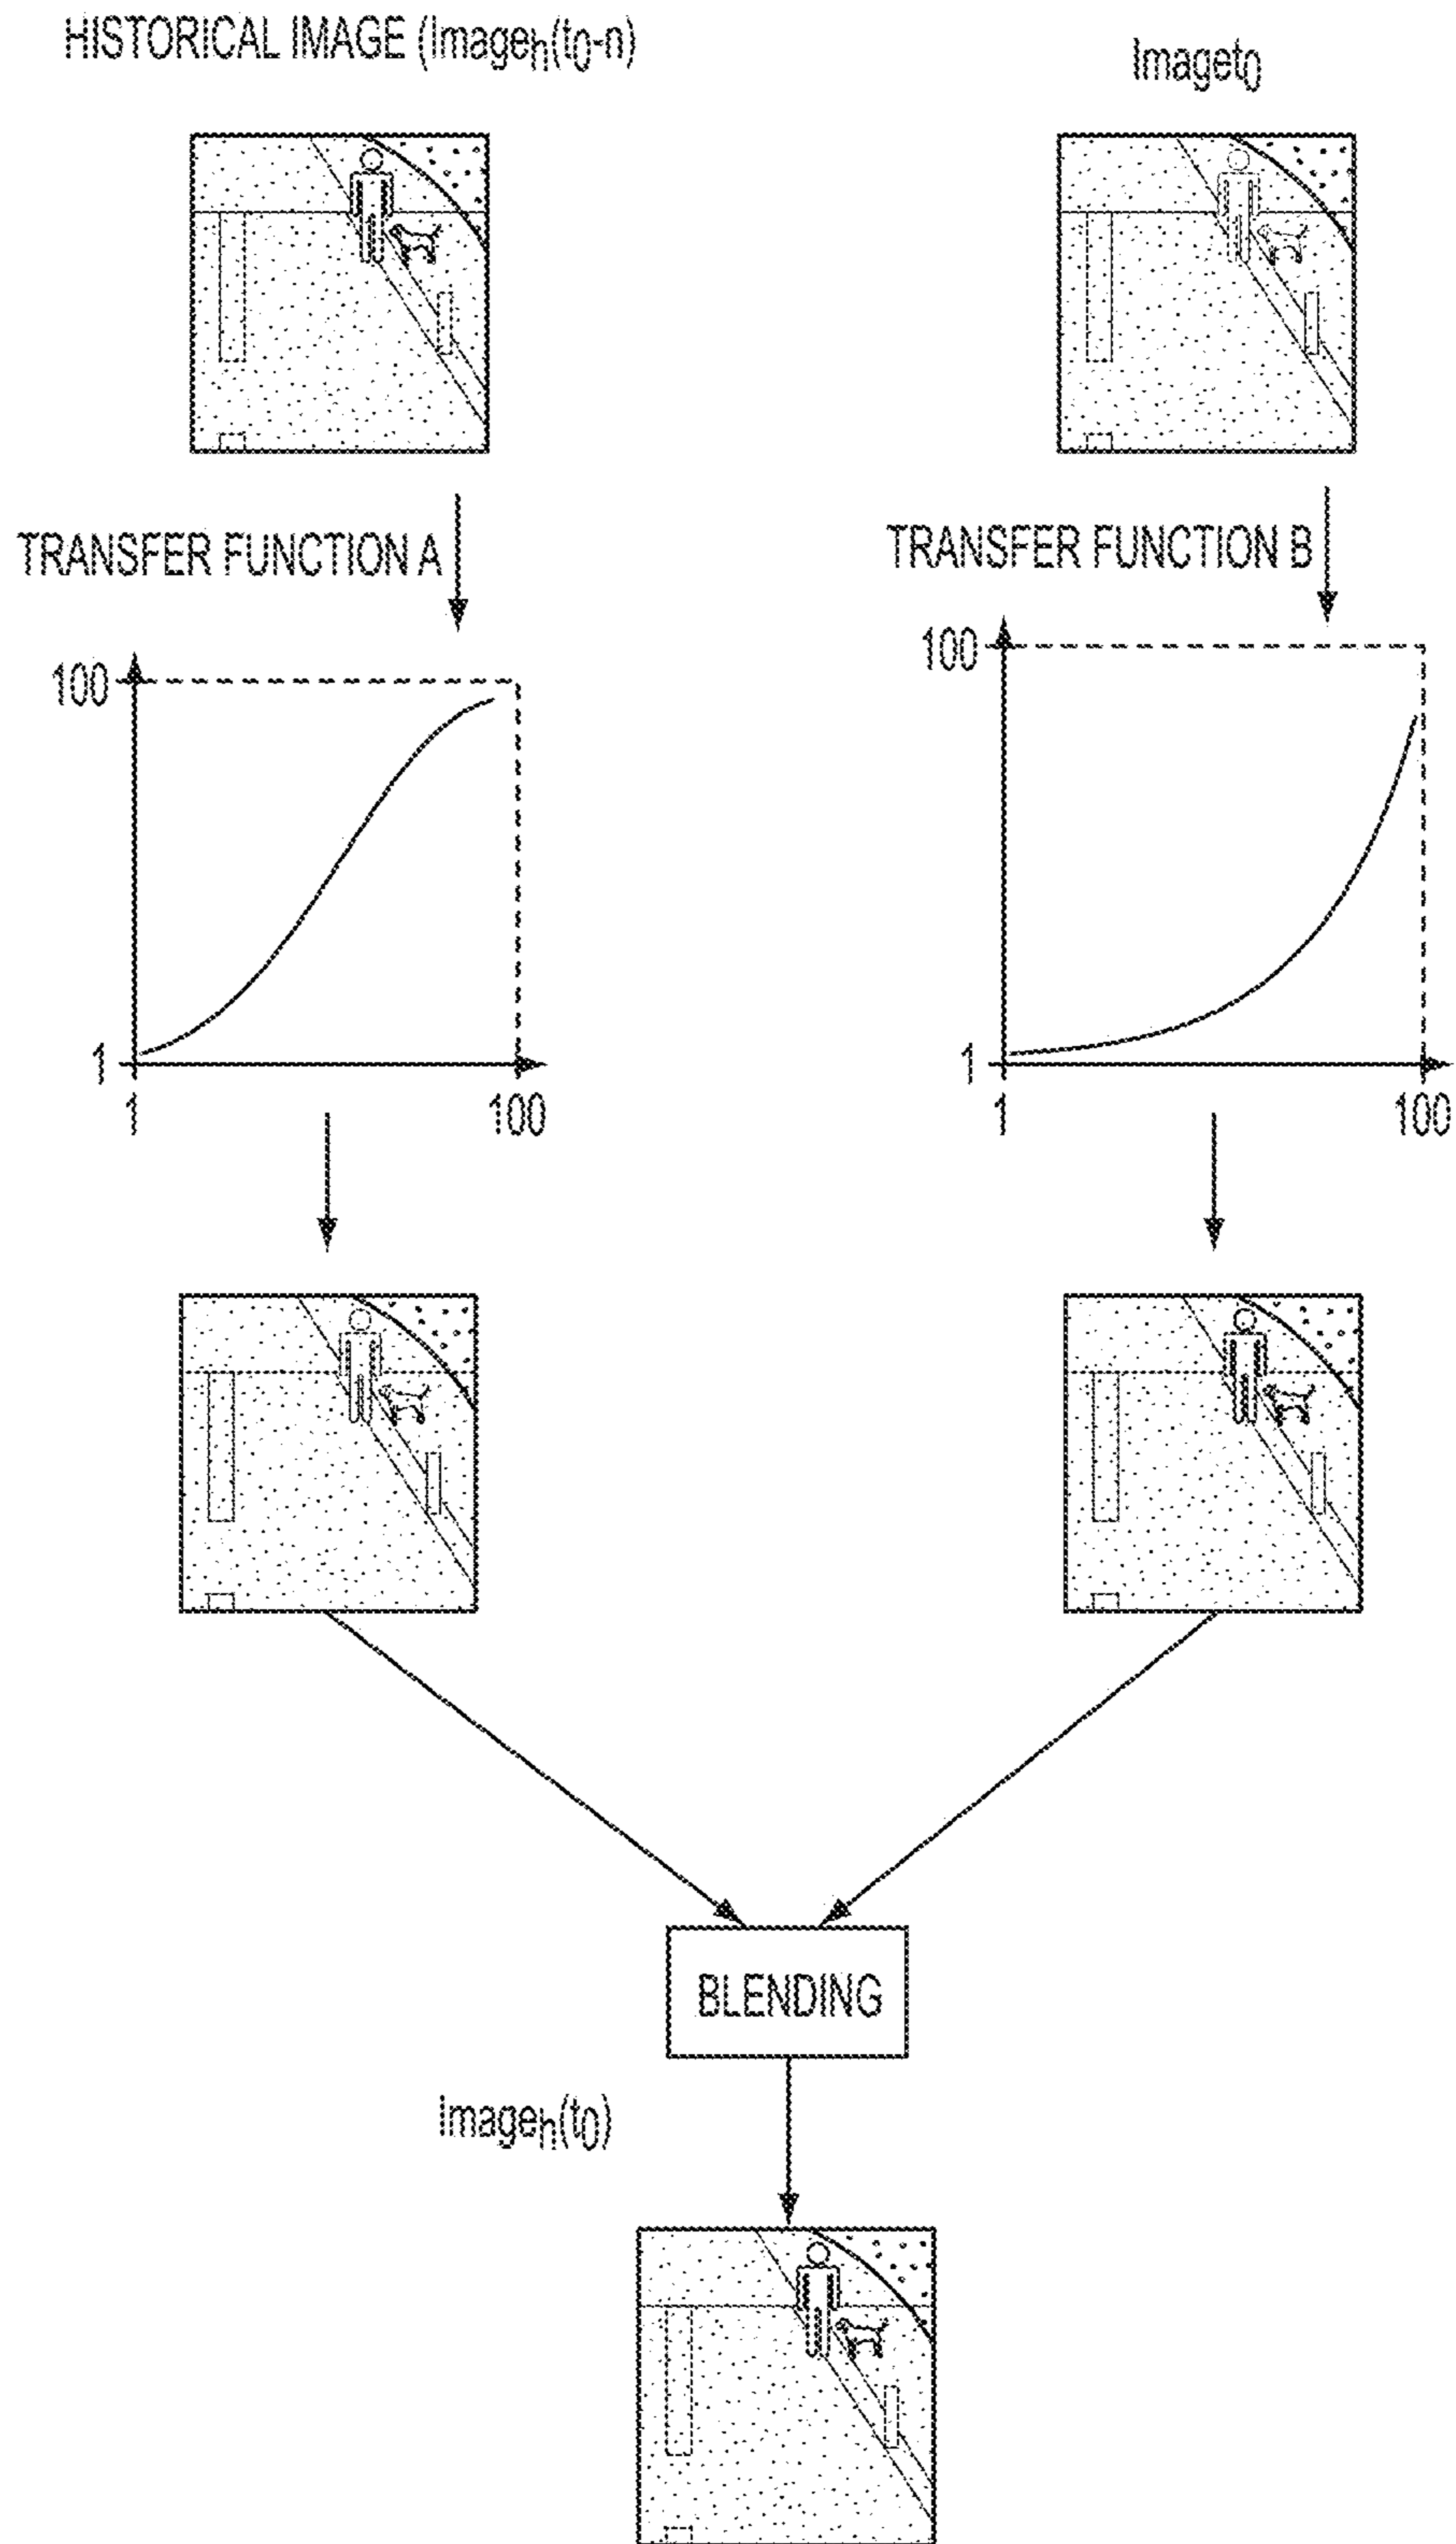 HISTORICAL IMAGE (Imageh(t0-n)
Imaget0
TRANSFER FUNCTION A
TRANSFER FUNCTION B
100
100
1
1
1
100
1
100
BLENDING
Imageh(t0)